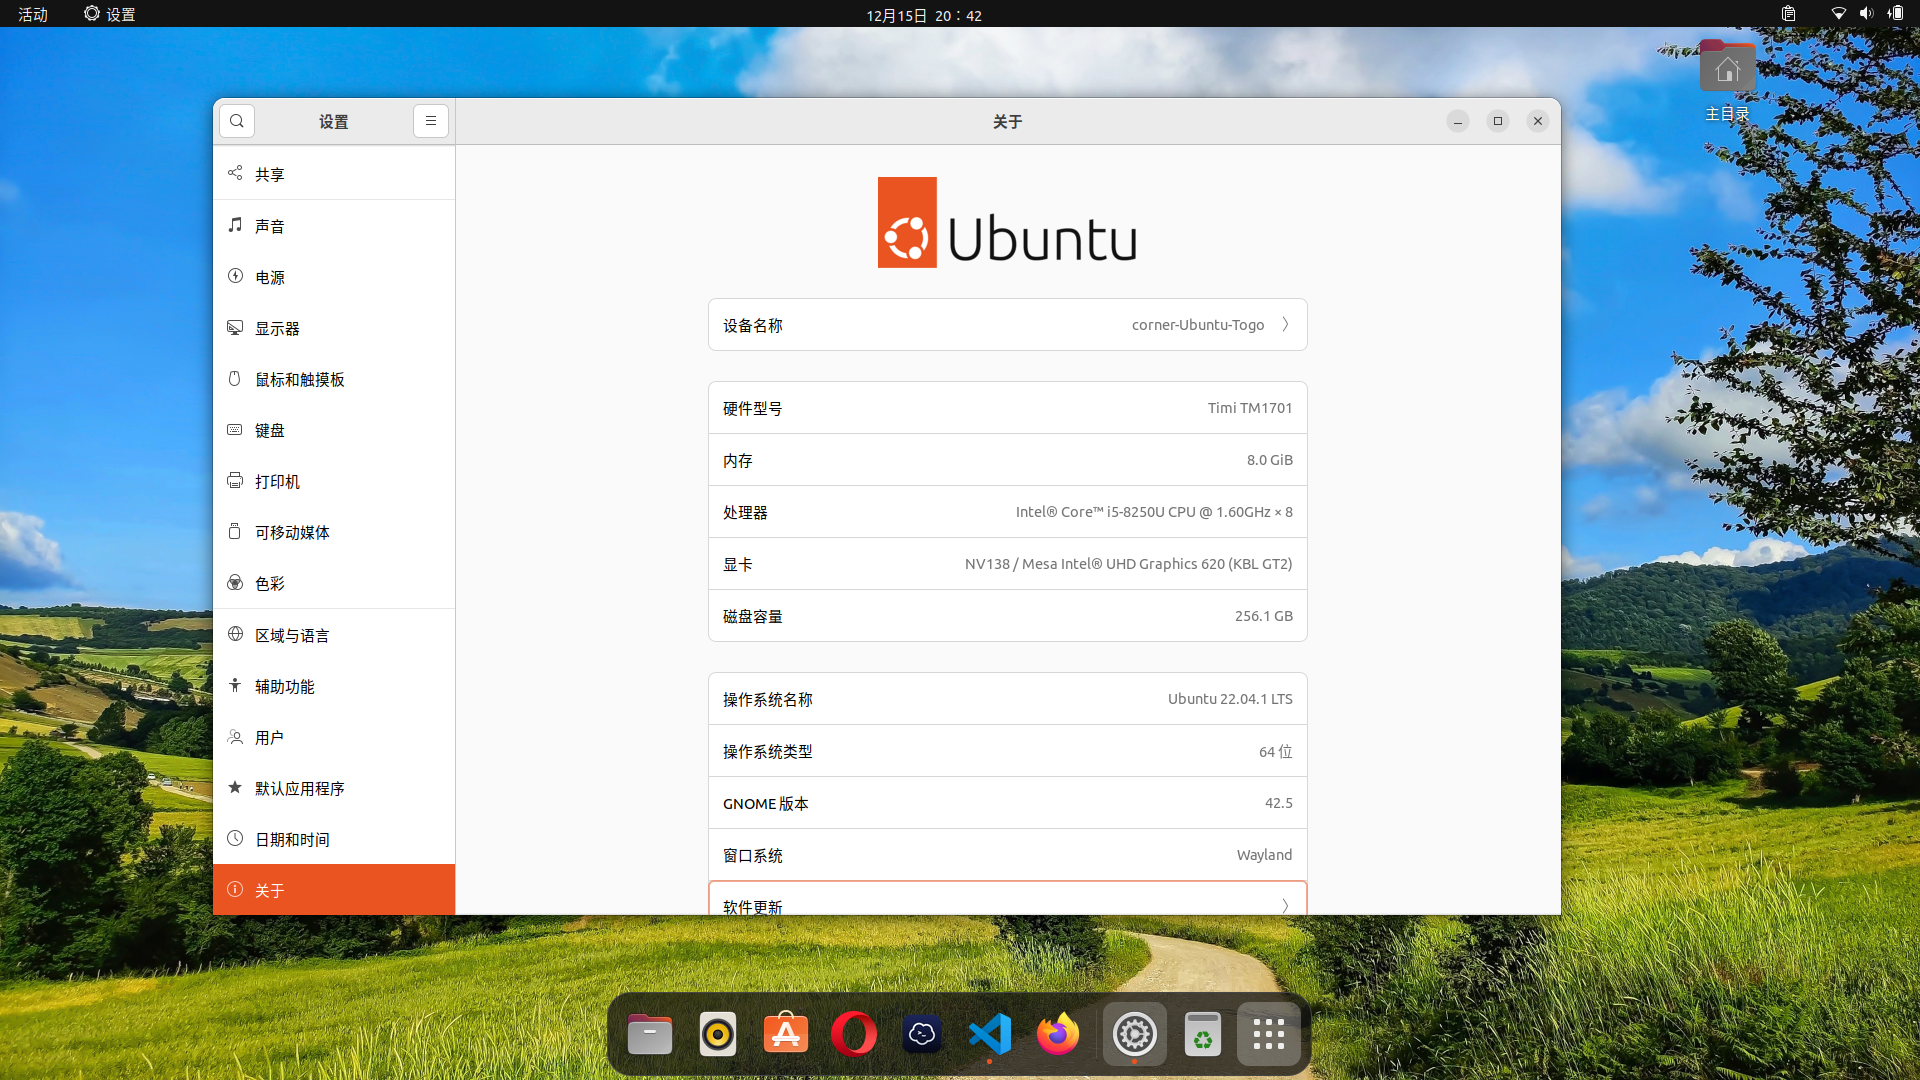 活动
设置
12月15日 20：42
主目录
设置
关于
共享
声音
电源
显示器
鼠标和触摸板
键盘
打印机
可移动媒体
色彩
区域与语言
辅助功能
用户
默认应用程序
日期和时间
关于
Ubuntu
设备名称
corner-Ubuntu-Togo
硬件型号
Timi TM1701
内存
8.0 GiB
处理器
Intel® Core™ i5-8250U CPU @ 1.60GHz × 8
显卡
NV138 / Mesa Intel® UHD Graphics 620 (KBL GT2)
磁盘容量
256.1 GB
操作系统名称
Ubuntu 22.04.1 LTS
操作系统类型
64 位
GNOME 版本
42.5
窗口系统
Wayland
软件更新